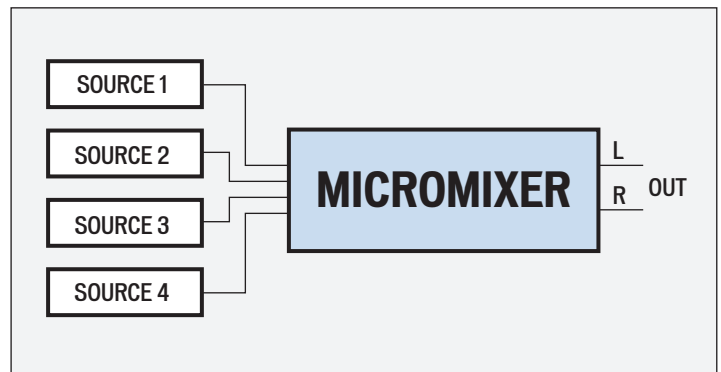 SOURCE 1
SOURCE 2
SOURCE 3
SOURCE 4
MICROMIXER
L
R
OUT